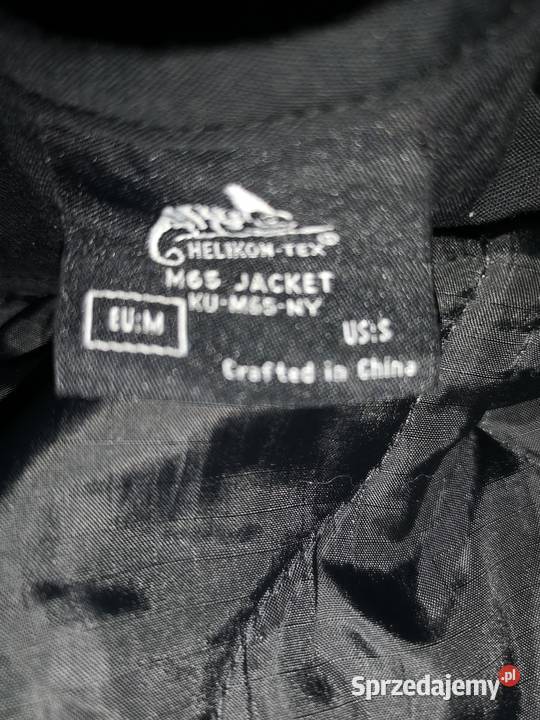 HELIKON-TEX®
M65 JACKET
KU-M65-NY
EU:M
US:S
Crafted in China
Sprzedajemy.pl